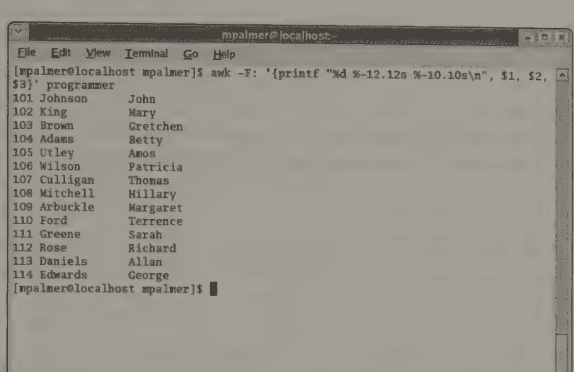 mpalmer@localhost:~
File Edit View Terminal Go Help
[mpalmer@localhost mpalmer]$ awk -F: '{printf "%d %-12.12s %-10.10s\n", $1, $2,
$3}' programmer
101 Johnson John
102 King Mary
103 Brown Gretchen
104 Adams Betty
105 Utley Amos
106 Wilson Patricia
107 Culligan Thomas
108 Mitchell Hillary
109 Arbuckle Margaret
110 Ford Terrence
111 Greene Sarah
112 Rose Richard
113 Daniels Allan
114 Edwards George
[mpalmer@localhost mpalmer]$